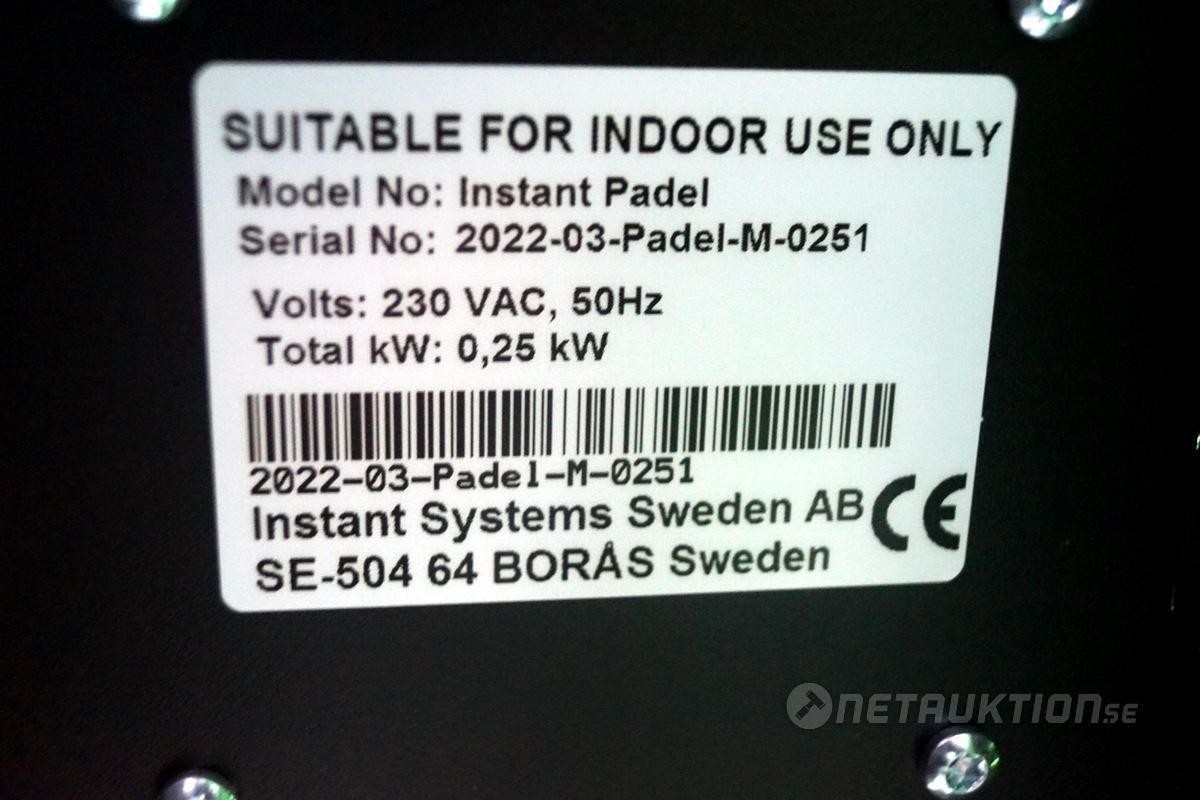 SUITABLE FOR INDOOR USE ONLY
Model No: Instant Padel
Serial No: 2022-03-Padel-M-0251
Volts: 230 VAC, 50Hz
Total kW: 0,25 kW
2022-03-Padel-M-0251
Instant Systems Sweden AB CE
SE-504 64 BORÅS Sweden
NETAUKTION.SE